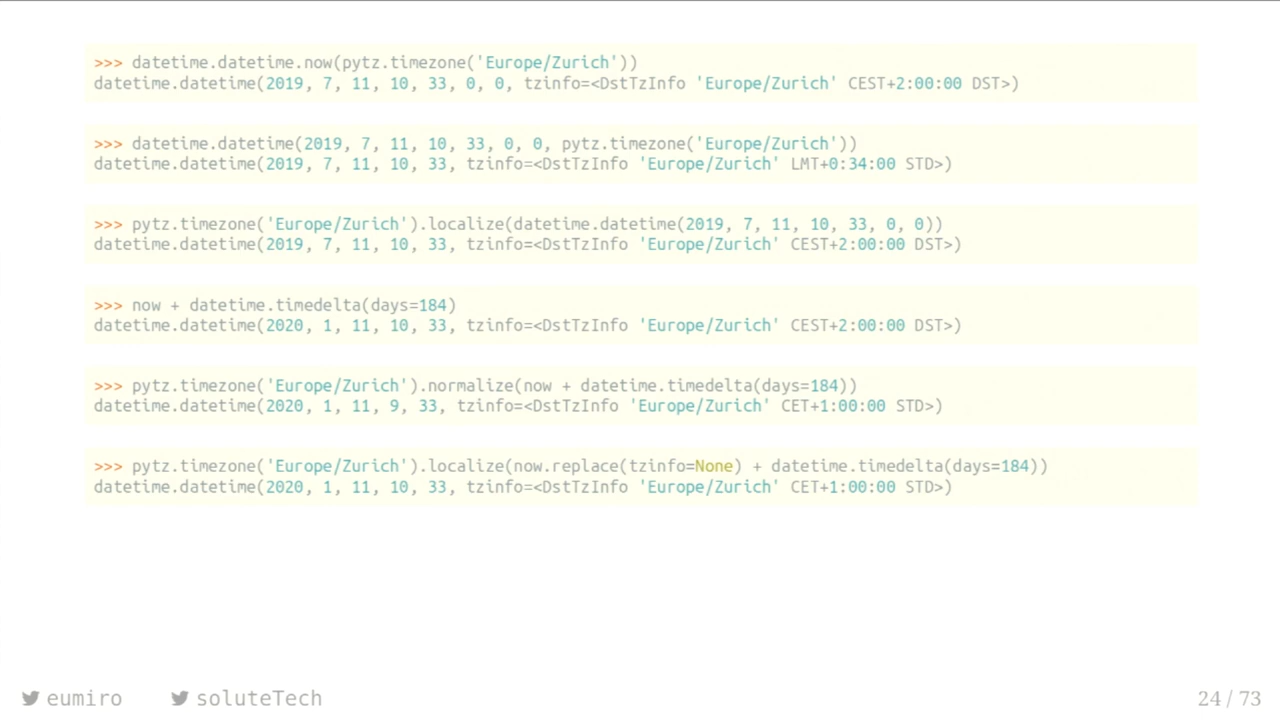 >>> datetime.datetime.now(pytz.timezone('Europe/Zurich'))
datetime.datetime(2019, 7, 11, 10, 33, 0, 0, tzinfo=<DstTzInfo 'Europe/Zurich' CEST+2:00:00 DST>)
>>> datetime.datetime(2019, 7, 11, 10, 33, 0, 0, pytz.timezone('Europe/Zurich'))
datetime.datetime(2019, 7, 11, 10, 33, tzinfo=<DstTzInfo 'Europe/Zurich' LMT+0:34:00 STD>)
>>> pytz.timezone('Europe/Zurich').localize(datetime.datetime(2019, 7, 11, 10, 33, 0, 0))
datetime.datetime(2019, 7, 11, 10, 33, tzinfo=<DstTzInfo 'Europe/Zurich' CEST+2:00:00 DST>)
>>> now + datetime.timedelta(days=184)
datetime.datetime(2020, 1, 11, 10, 33, tzinfo=<DstTzInfo 'Europe/Zurich' CEST+2:00:00 DST>)
>>> pytz.timezone('Europe/Zurich').normalize(now + datetime.timedelta(days=184))
datetime.datetime(2020, 1, 11, 9, 33, tzinfo=<DstTzInfo 'Europe/Zurich' CET+1:00:00 STD>)
>>> pytz.timezone('Europe/Zurich').localize(now.replace(tzinfo=None) + datetime.timedelta(days=184))
datetime.datetime(2020, 1, 11, 10, 33, tzinfo=<DstTzInfo 'Europe/Zurich' CET+1:00:00 STD>)
eumiro soluteTech 24 / 73